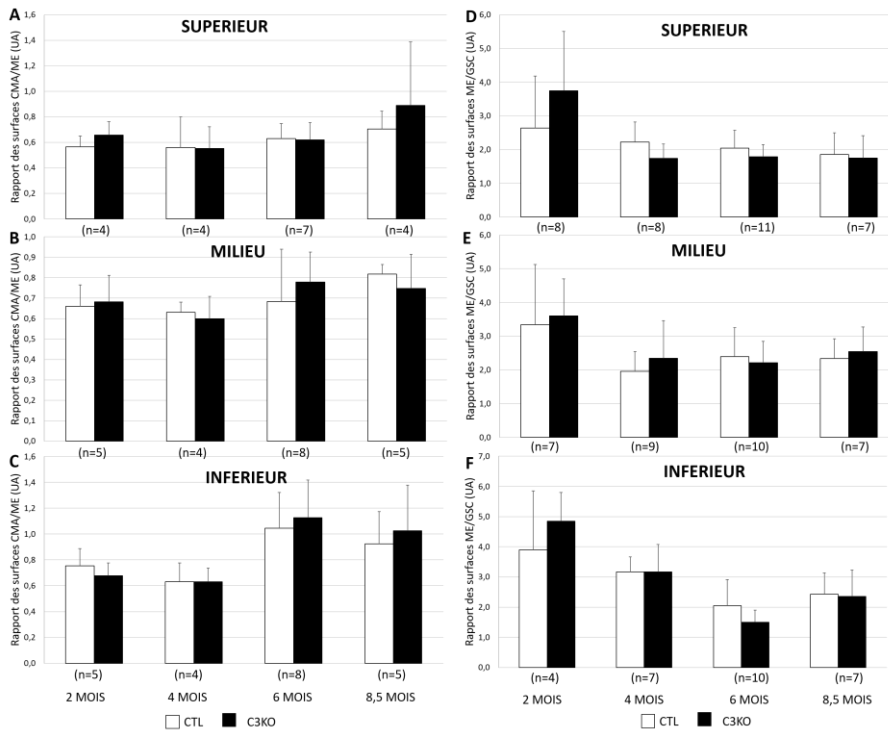 A
SUPERIEUR
Rapport des surfaces CMA/ME (UA)
1,6
1,4
1,2
1,0
0,8
0,6
0,4
0,2
0,0
(n=4) (n=4) (n=7) (n=4)
B
MILIEU
Rapport des surfaces CMA/ME (UA)
1,0
0,9
0,8
0,7
0,6
0,5
0,4
0,3
0,2
0,1
0,0
(n=5) (n=4) (n=8) (n=5)
C
INFERIEUR
Rapport des surfaces CMA/ME (UA)
1,6
1,4
1,2
1,0
0,8
0,6
0,4
0,2
0,0
(n=5) (n=4) (n=8) (n=5)
2 MOIS 4 MOIS 6 MOIS 8,5 MOIS
CTL C3KO
D
SUPERIEUR
Rapport des surfaces ME/GSC (UA)
6,0
5,0
4,0
3,0
2,0
1,0
0,0
(n=8) (n=8) (n=11) (n=7)
E
MILIEU
Rapport des surfaces ME/GSC (UA)
6,0
5,0
4,0
3,0
2,0
1,0
0,0
(n=7) (n=9) (n=10) (n=7)
F
INFERIEUR
Rapport des surfaces ME/GSC (UA)
7,0
6,0
5,0
4,0
3,0
2,0
1,0
0,0
(n=4) (n=7) (n=10) (n=7)
2 MOIS 4 MOIS 6 MOIS 8,5 MOIS
CTL C3KO